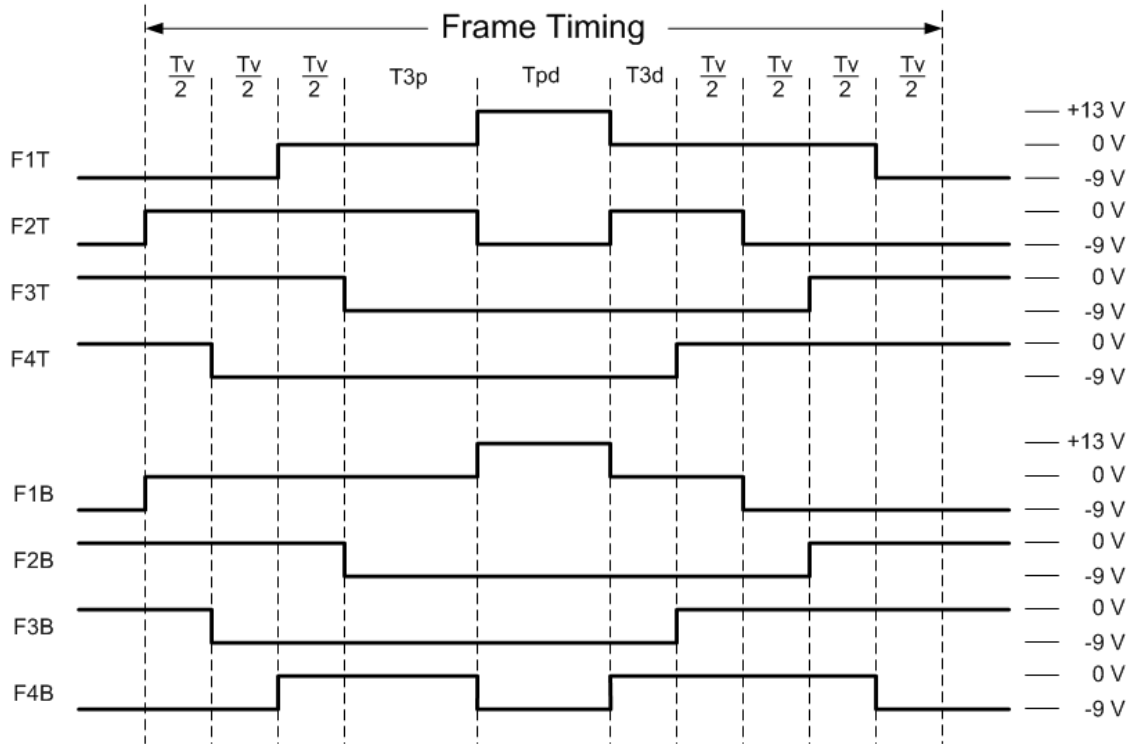 Frame Timing
Tv/2 Tv/2 Tv/2 T3p Tpd T3d Tv/2 Tv/2 Tv/2 Tv/2
+13 V
F1T 0 V
-9 V
F2T 0 V
-9 V
F3T 0 V
-9 V
F4T 0 V
-9 V
+13 V
F1B 0 V
-9 V
F2B 0 V
-9 V
F3B 0 V
-9 V
F4B 0 V
-9 V